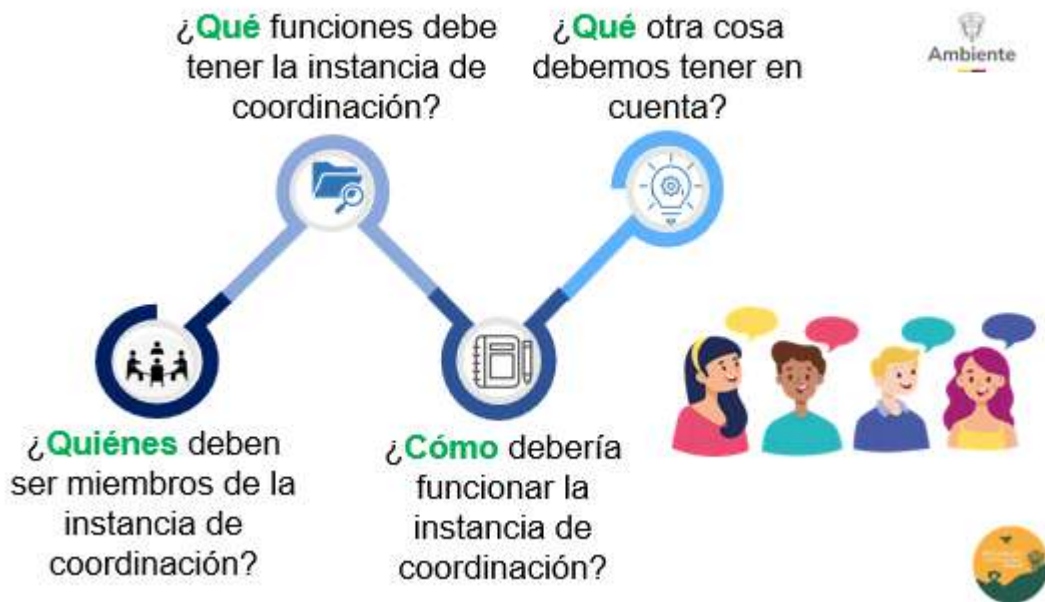 ¿Qué funciones debe
tener la instancia de
coordinación?
¿Qué otra cosa
debemos tener en
cuenta?
Ambiente
¿Quiénes deben
ser miembros de la
instancia de
coordinación?
¿Cómo debería
funcionar la
instancia de
coordinación?